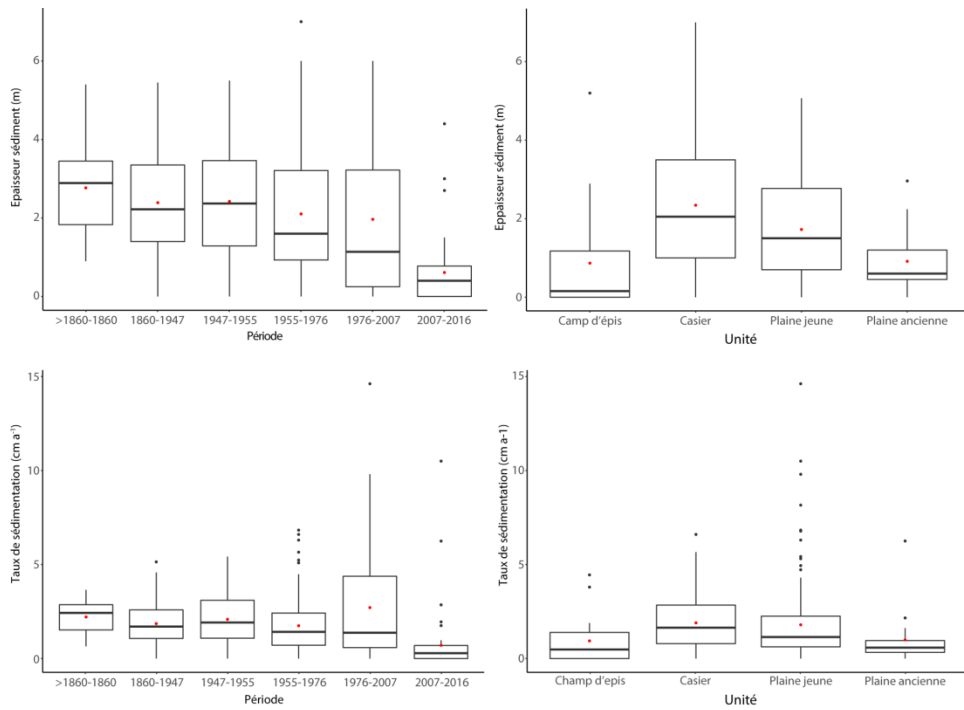 Epaisseur sédiment (m)
6
4
2
0
>1860-1860 1860-1947 1947-1955 1955-1976 1976-2007 2007-2016
Période
Eppaisseur sédiment (m)
6
4
2
0
Camp d'épis Casier Plaine jeune Plaine ancienne
Unité
Taux de sédimentation (cm a⁻¹)
15
10
5
0
>1860-1860 1860-1947 1947-1955 1955-1976 1976-2007 2007-2016
Période
Taux de sédimentation (cm a-1)
15
10
5
0
Champ d'epis Casier Plaine jeune Plaine ancienne
Unité